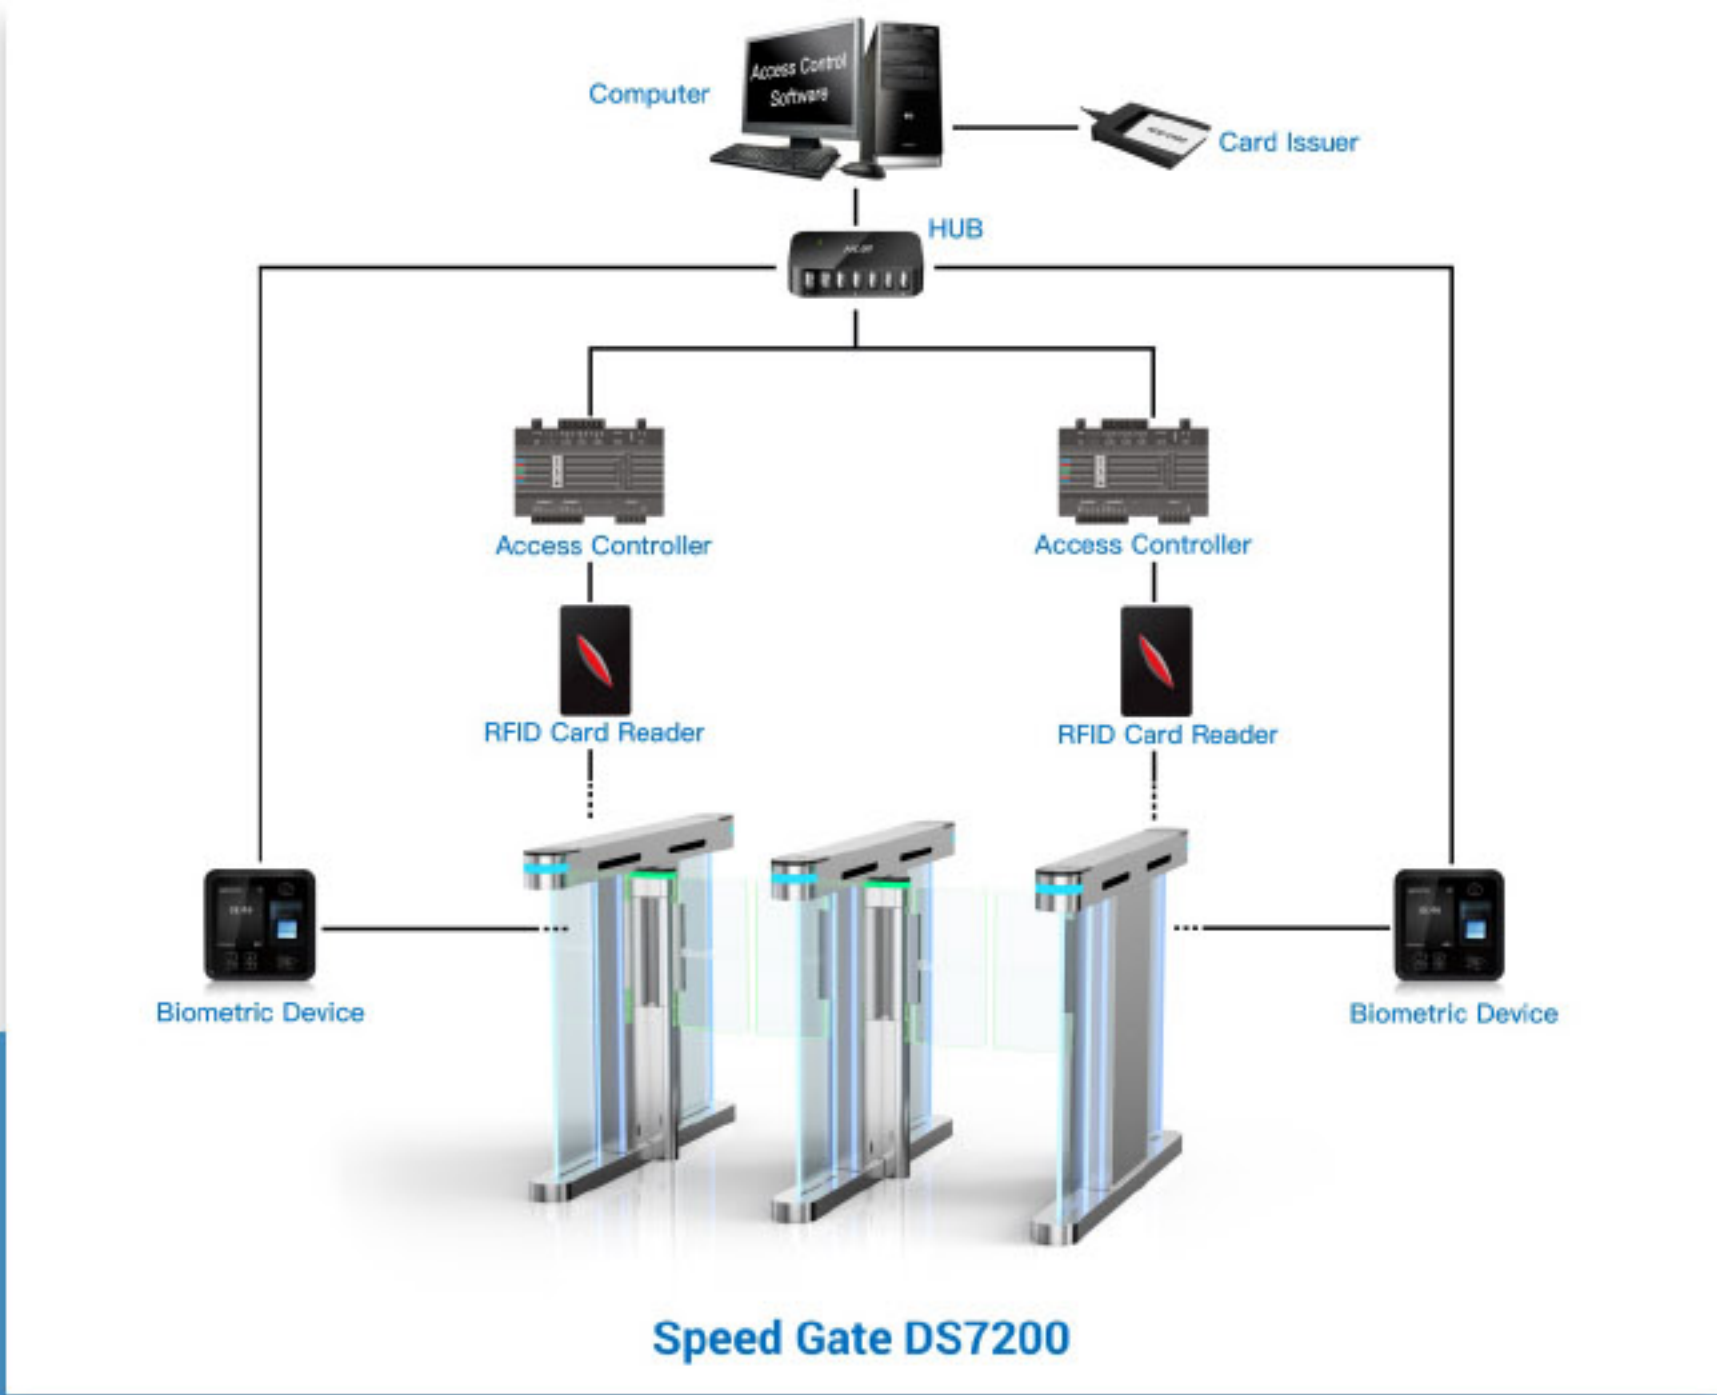 Access Control
Software
Computer
Card Issuer
HUB
Access Controller
Access Controller
RFID Card Reader
RFID Card Reader
Biometric Device
Biometric Device
Speed Gate DS7200